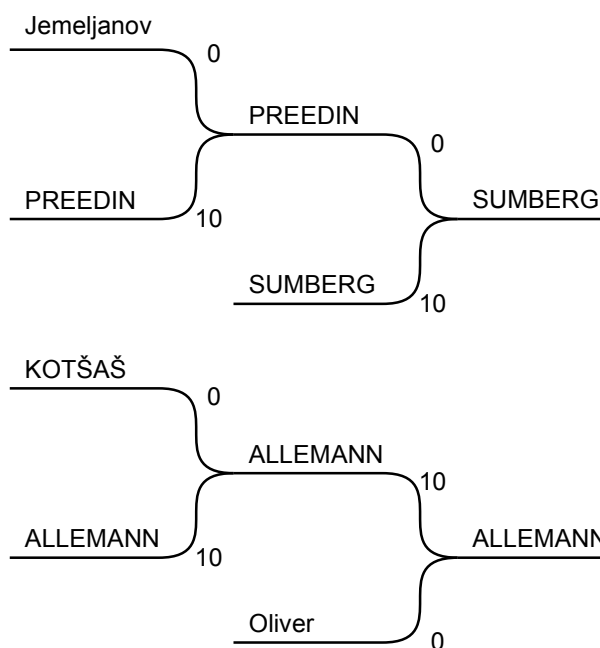 Jemeljanov
0
PREEDIN
0
PREEDIN
10
SUMBERG
SUMBERG
10
KOTŠAŠ
0
ALLEMANN
10
ALLEMANN
10
ALLEMANN
Oliver
0